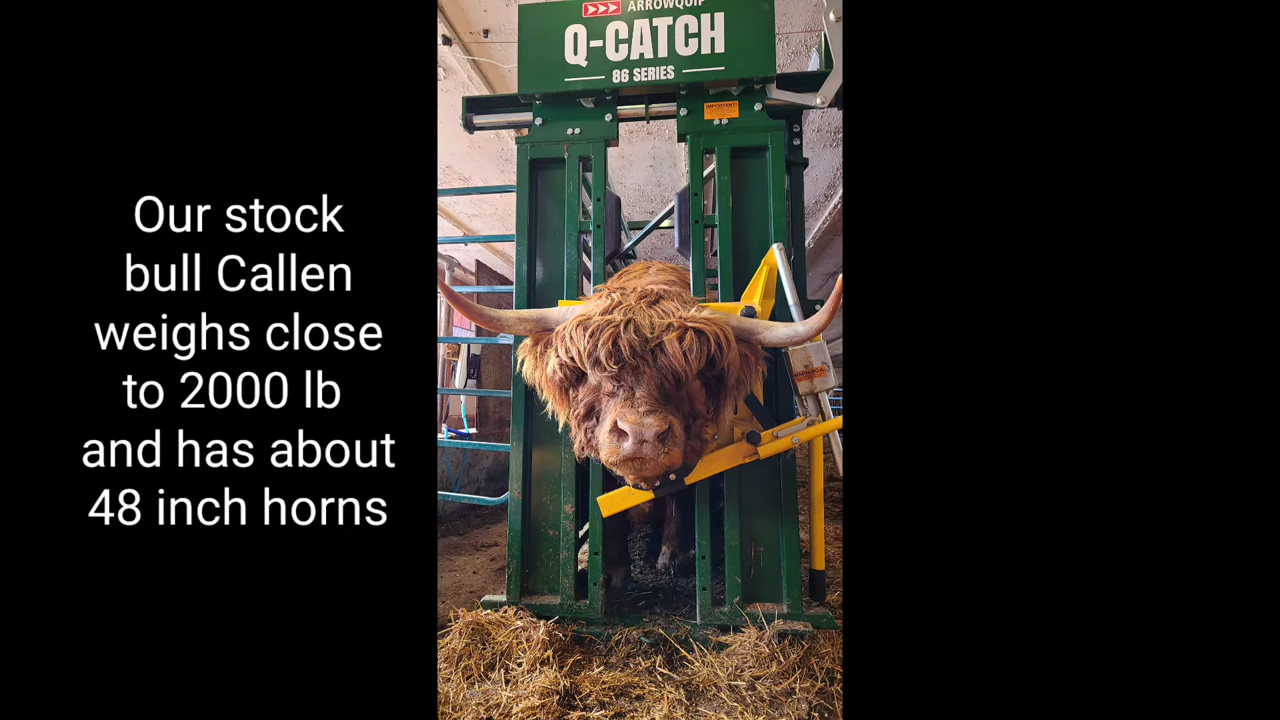 Our stock
bull Callen
weighs close
to 2000 lb
and has about
48 inch horns
ARROWQUIP
Q-CATCH
86 SERIES
IMPORTANT!
WARNING